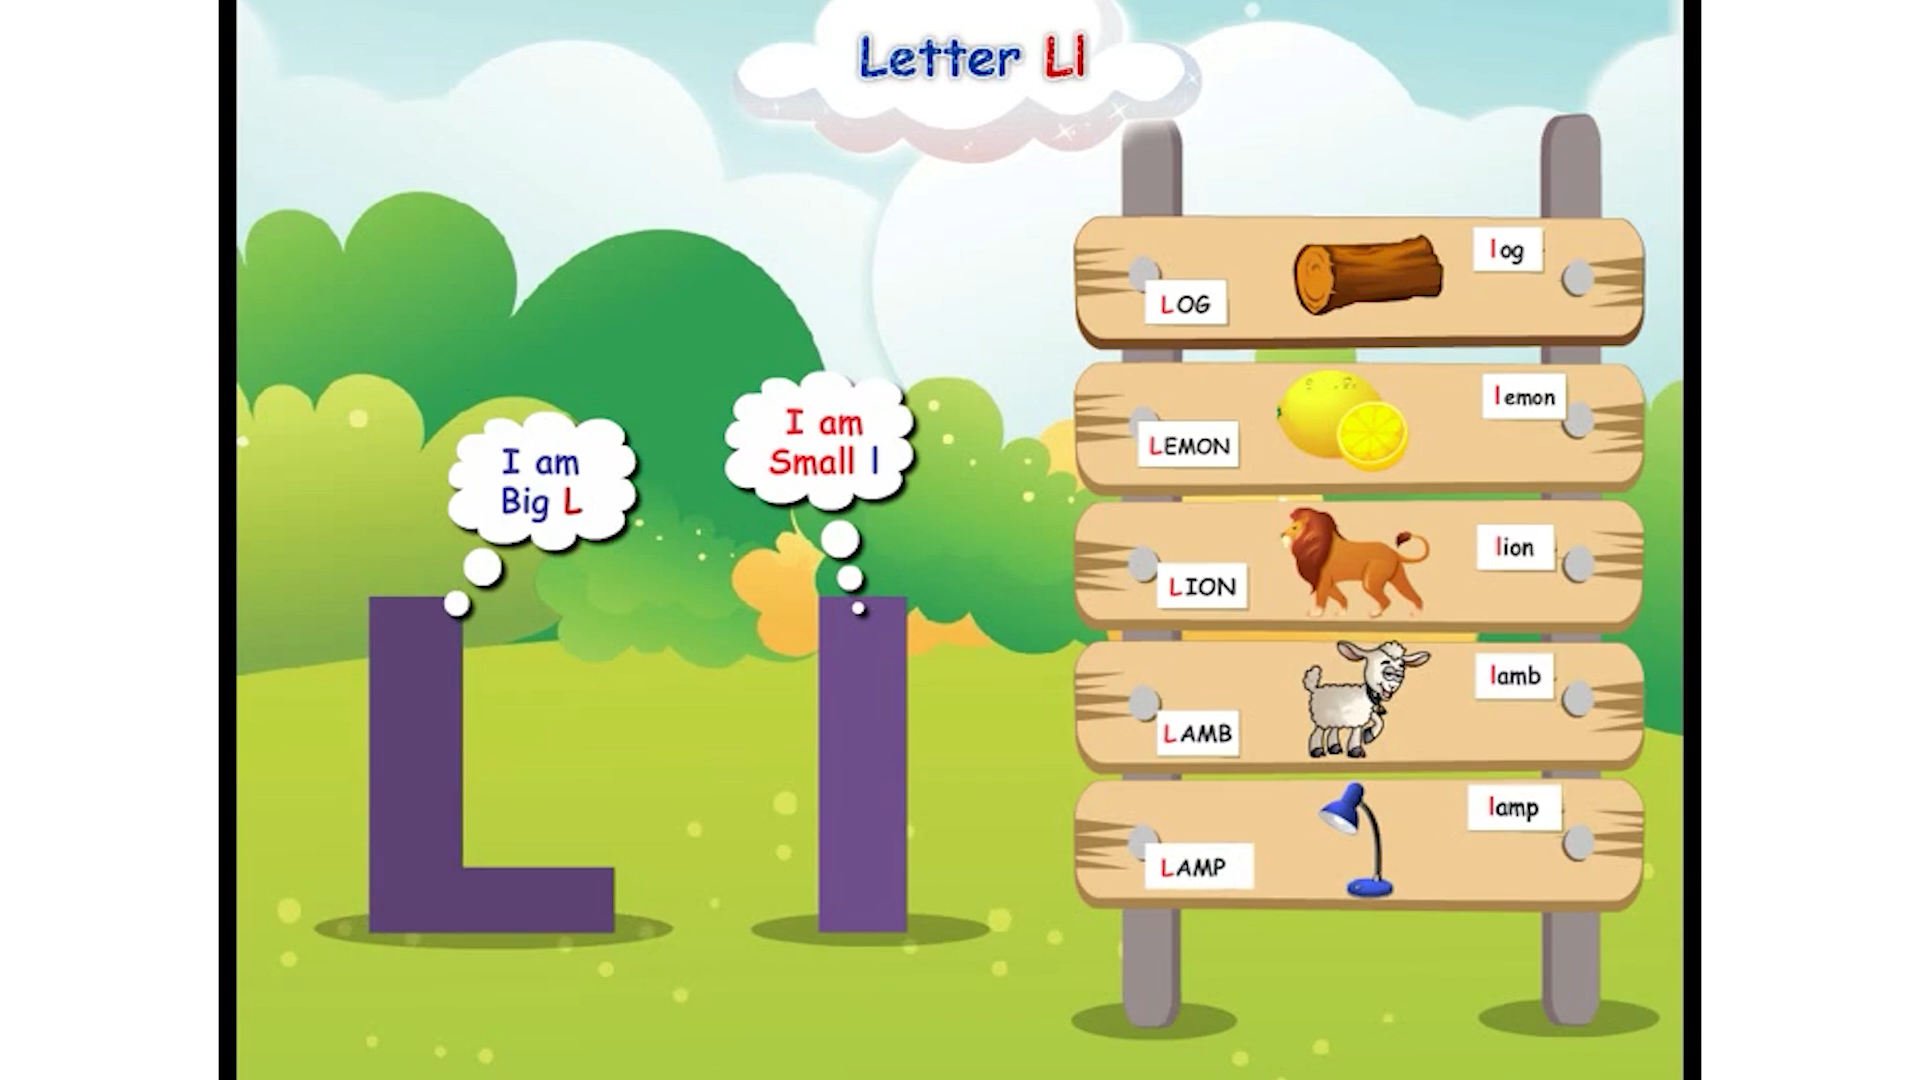 Letter Ll
I am
Big L
I am
Small l
log
LOG
lemon
LEMON
lion
LION
lamb
LAMB
lamp
LAMP